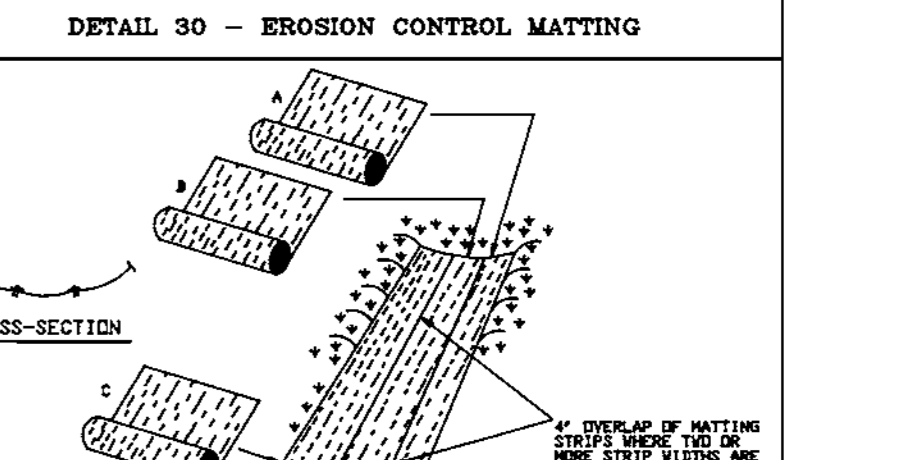 DETAIL 30 - EROSION CONTROL MATTING
A
D
SS-SECTION
C
4" OVERLAP OF MATTING
STRIPS WHERE TWO OR
MORE STRIP WIDTHS ARE